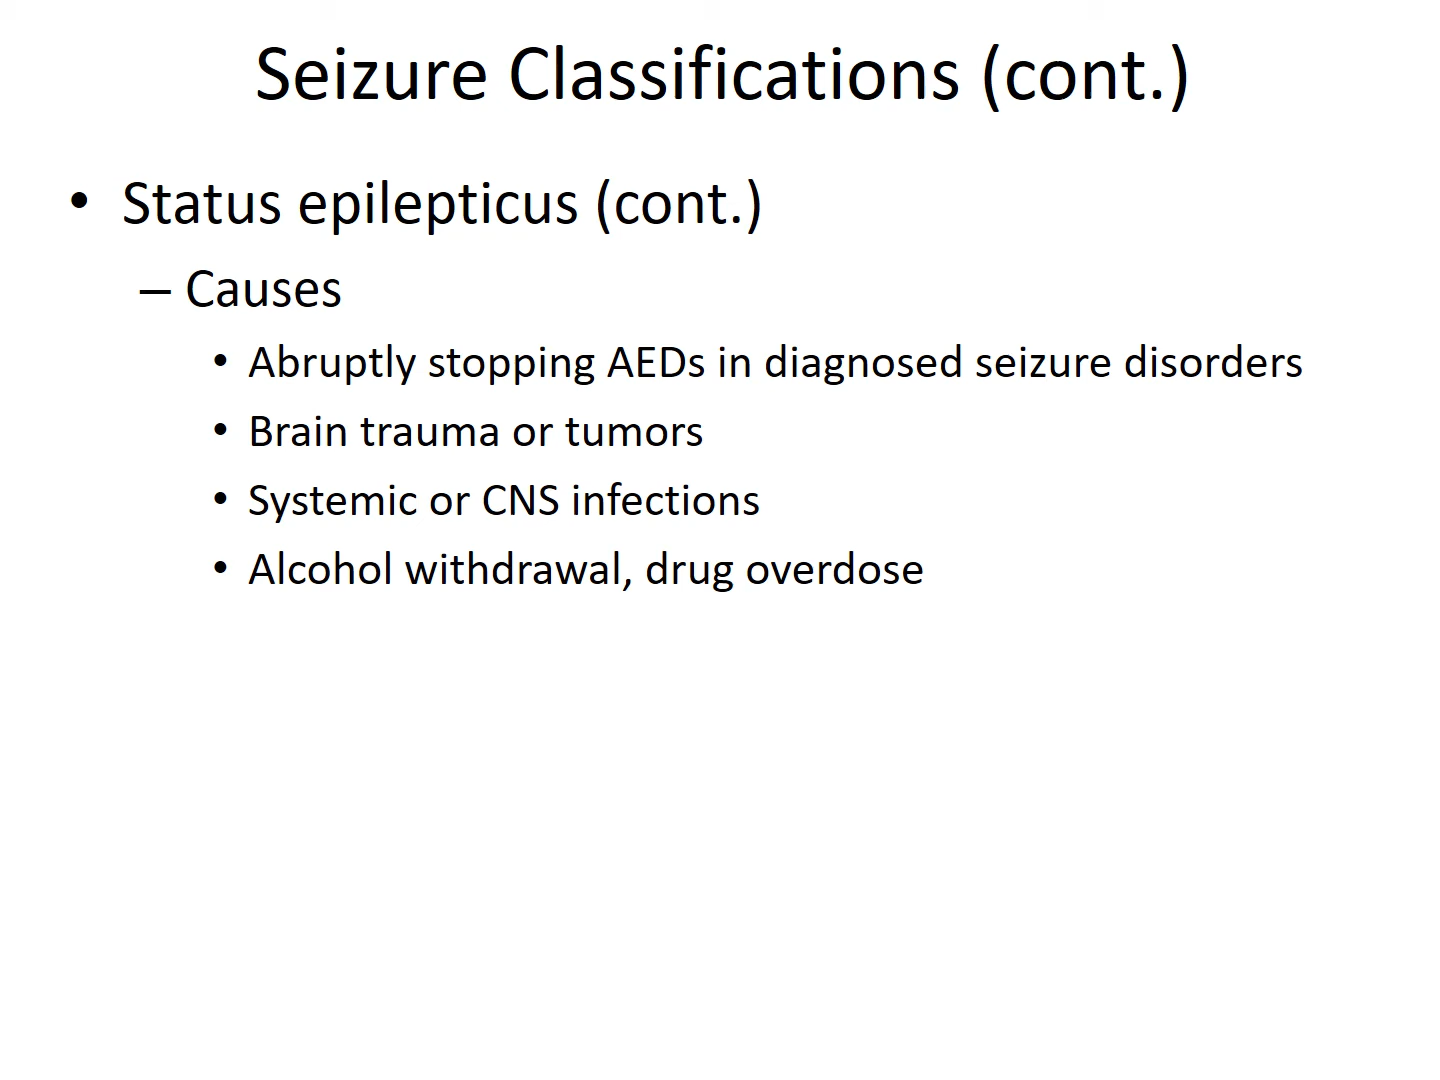 Seizure Classifications (cont.)
• Status epilepticus (cont.)
– Causes
• Abruptly stopping AEDs in diagnosed seizure disorders
• Brain trauma or tumors
• Systemic or CNS infections
• Alcohol withdrawal, drug overdose